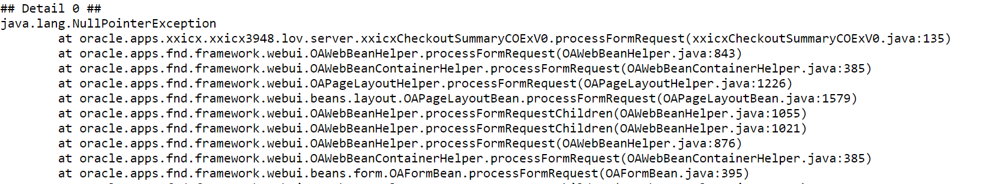 ## Detail 0 ##
java.lang.NullPointerException
at oracle.apps.xxicx.xxicx3948.lov.server.xxicxCheckoutSummaryCOExV0.processFormRequest(xxicxCheckoutSummaryCOExV0.java:135)
at oracle.apps.fnd.framework.webui.OAWebBeanHelper.processFormRequest(OAWebBeanHelper.java:843)
at oracle.apps.fnd.framework.webui.OAWebBeanContainerHelper.processFormRequest(OAWebBeanContainerHelper.java:385)
at oracle.apps.fnd.framework.webui.OAPageLayoutHelper.processFormRequest(OAPageLayoutHelper.java:1226)
at oracle.apps.fnd.framework.webui.beans.layout.OAPageLayoutBean.processFormRequest(OAPageLayoutBean.java:1579)
at oracle.apps.fnd.framework.webui.OAWebBeanHelper.processFormRequestChildren(OAWebBeanHelper.java:1055)
at oracle.apps.fnd.framework.webui.OAWebBeanHelper.processFormRequestChildren(OAWebBeanHelper.java:1021)
at oracle.apps.fnd.framework.webui.OAWebBeanHelper.processFormRequest(OAWebBeanHelper.java:876)
at oracle.apps.fnd.framework.webui.OAWebBeanContainerHelper.processFormRequest(OAWebBeanContainerHelper.java:385)
at oracle.apps.fnd.framework.webui.beans.form.OAFormBean.processFormRequest(OAFormBean.java:395)